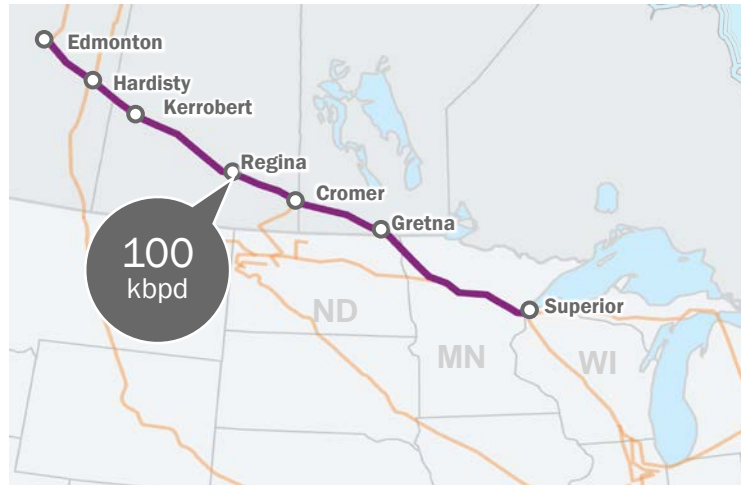 Edmonton
Hardisty
Kerrobert
Regina
Cromer
Gretna
100
kbpd
ND
Superior
MN
WI